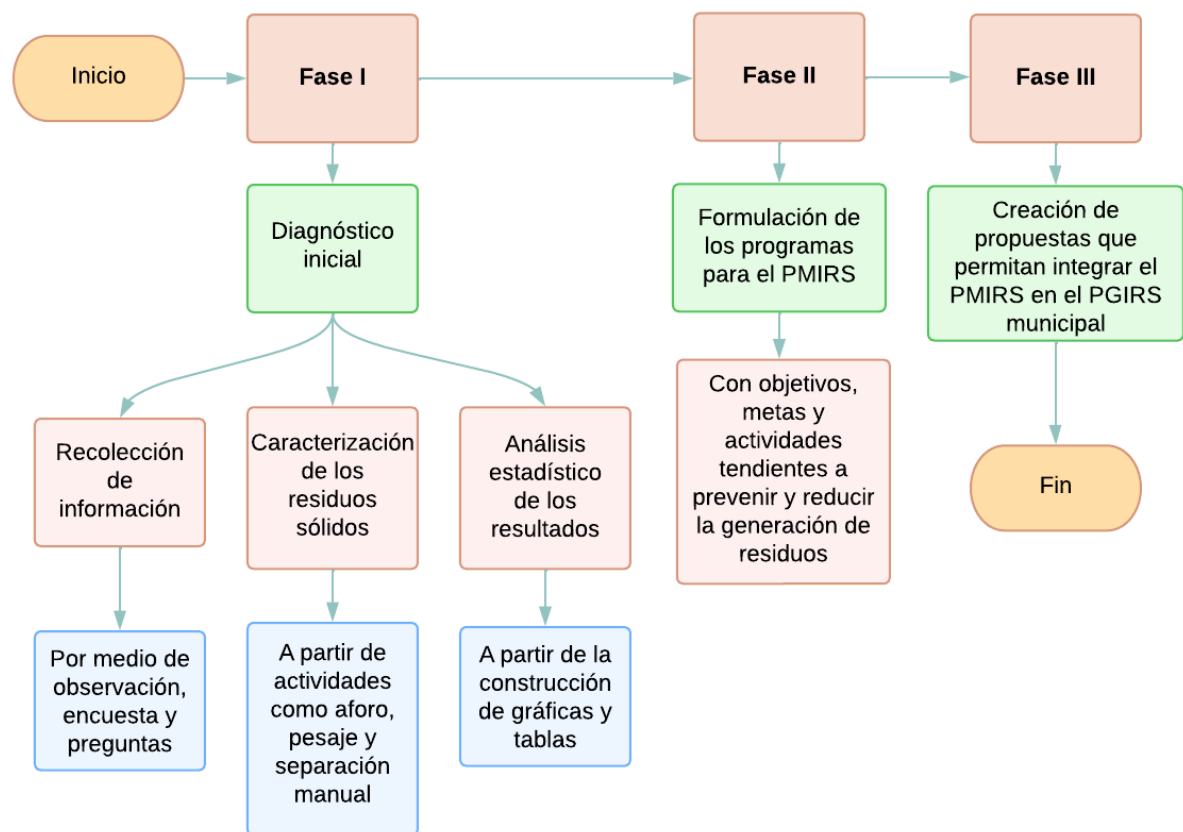 Inicio
Fase I
Fase II
Fase III
Diagnóstico
inicial
Formulación de
los programas
para el PMIRS
Creación de
propuestas que
permitan integrar el
PMIRS en el PGIRS
municipal
Recolección
de
información
Caracterización
de los
residuos
sólidos
Análisis
estadístico
de los
resultados
Con objetivos,
metas y
actividades
tendientes a
prevenir y reducir
la generación de
residuos
Fin
Por medio de
observación,
encuesta y
preguntas
A partir de
actividades
como aforo,
pesaje y
separación
manual
A partir de la
construcción
de gráficas y
tablas